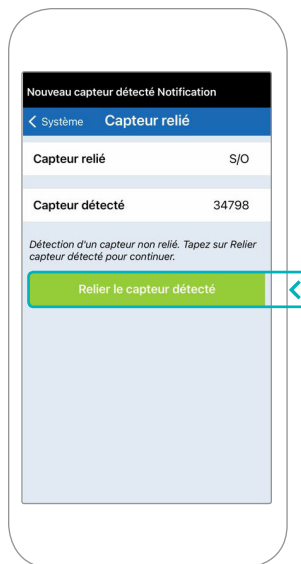 Nouveau capteur détecté Notification
Système Capteur relié
Capteur relié S/O
Capteur détecté 34798
Détection d'un capteur non relié. Tapez sur Relier
capteur détecté pour continuer.
Relier le capteur détecté